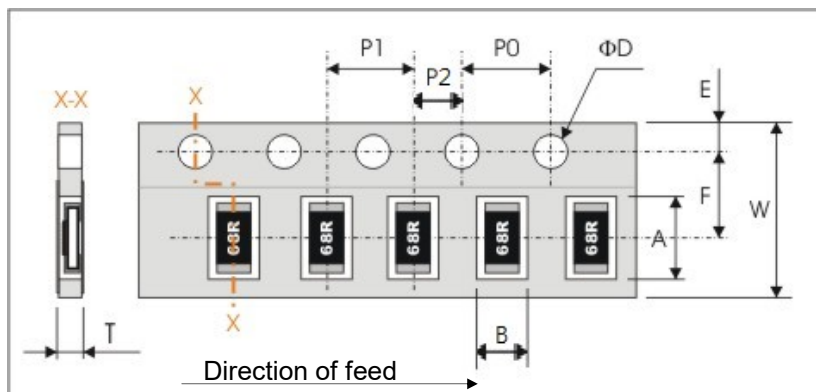 P1
P0
ΦD
P2
E
X-X
X
F
W
68R
68R
68R
68R
68R
A
X
T
B
Direction of feed